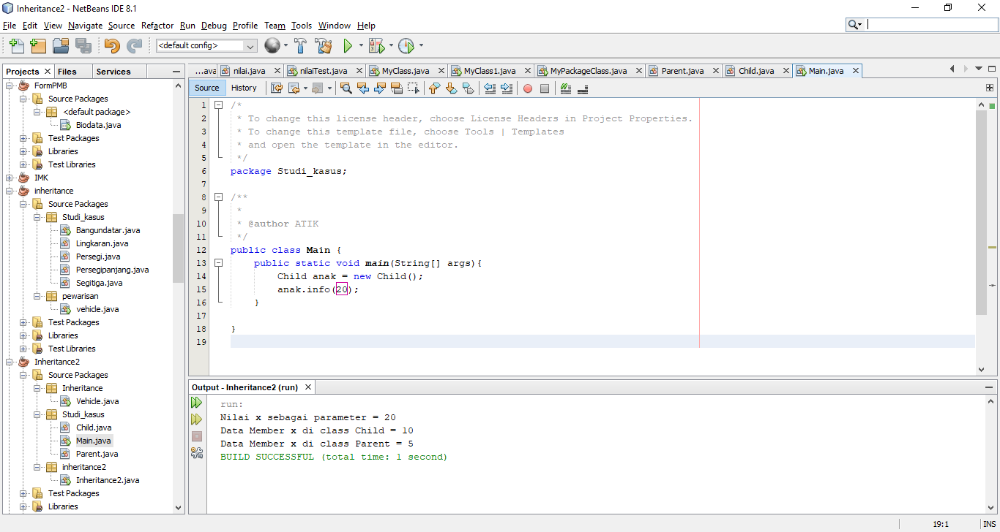 Inheritance2 - NetBeans IDE 8.1
File Edit View Navigate Source Refactor Run Debug Profile Team Tools Window Help
<default config>
Projects Files Services
FormPMB
Source Packages
<default package>
Biodata.java
Test Packages
Libraries
Test Libraries
IMK
inheritance
Source Packages
Studi_kasus
Bangundatar.java
Lingkaran.java
Persegi.java
Persegipanjang.java
Segitiga.java
pewarisan
vehicle.java
Test Packages
Libraries
Test Libraries
Inheritance2
Source Packages
Inheritance
Vehicle.java
Studi_kasus
Child.java
Main.java
Parent.java
inheritance2
Inheritance2.java
Test Packages
Libraries
...ava nilai.java nilaiTest.java MyClass.java MyClass1.java MyPackageClass.java Parent.java Child.java Main.java
Source History
1 /*
2 * To change this license header, choose License Headers in Project Properties.
3 * To change this template file, choose Tools | Templates
4 * and open the template in the editor.
5 */
6 package Studi_kasus;
7
8 /**
9 *
10 * @author ATIK
11 */
12 public class Main {
13 public static void main(String[] args){
14 Child anak = new Child();
15 anak.info(20);
16 }
17
18 }
19
Output - Inheritance2 (run)
run:
Nilai x sebagai parameter = 20
Data Member x di class Child = 10
Data Member x di class Parent = 5
BUILD SUCCESSFUL (total time: 1 second)
19:1 INS